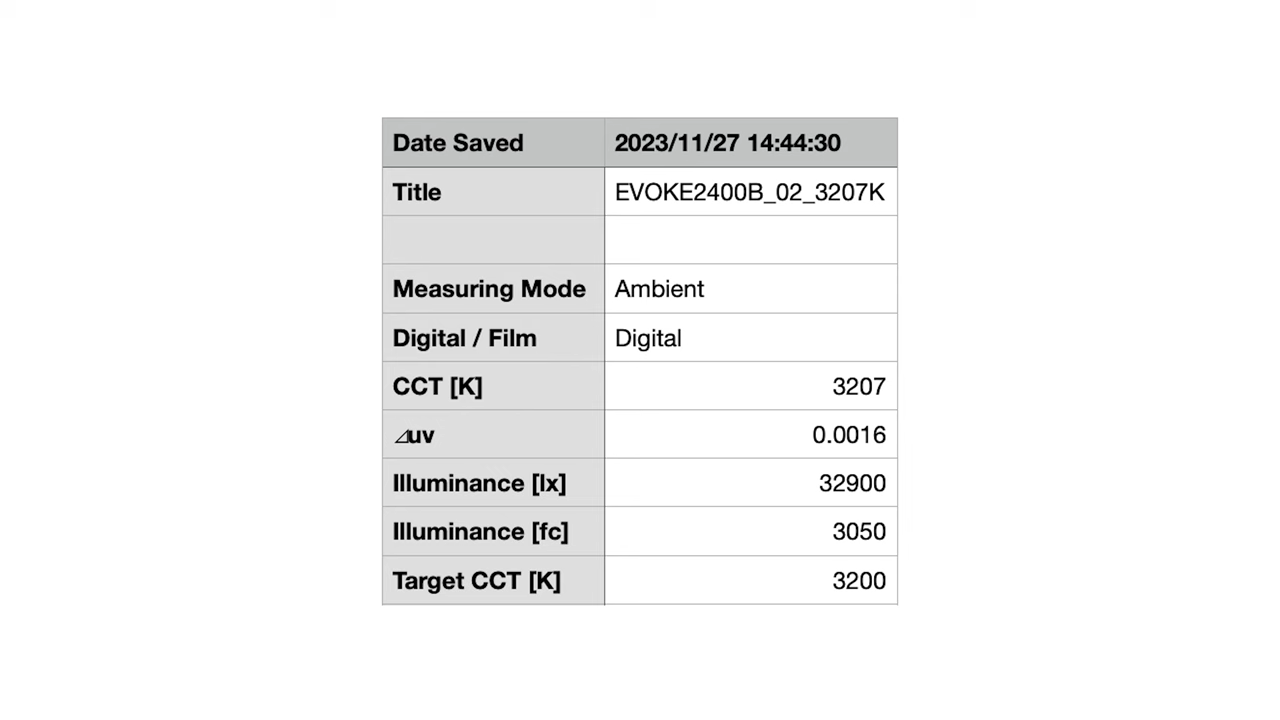 Date Saved 2023/11/27 14:44:30
Title EVOKE2400B_02_3207K
Measuring Mode Ambient
Digital / Film Digital
CCT [K] 3207
⊿uv 0.0016
Illuminance [lx] 32900
Illuminance [fc] 3050
Target CCT [K] 3200